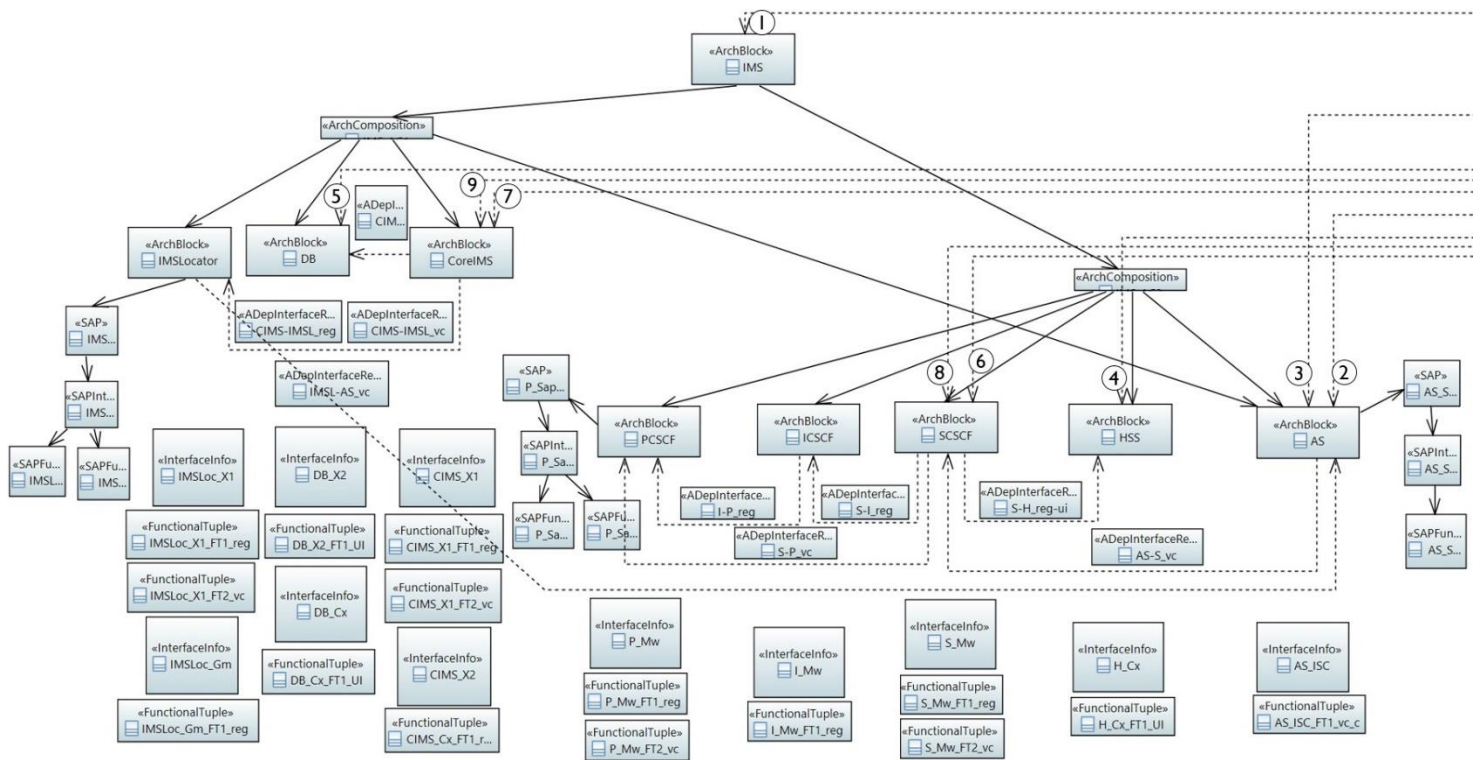 1
«ArchBlock»
IMS
«ArchComposition»
5
9
7
«ADepI...
CIM...
«ArchBlock»
IMSLocator
«ArchBlock»
DB
«ArchBlock»
CoreIMS
«ArchComposition»
«SAP»
IMS...
«ADepInterfaceR...
CIMS-IMSL_reg
«ADepInterfaceR...
CIMS-IMSL_vc
«ADepInterfaceRe...
IMSL-AS_vc
«SAPInt...
IMS...
«SAPFu...
IMSL...
«SAPFu...
IMS...
«SAP»
P_Sap...
8
6
4
3
2
«SAP»
AS_S...
«ArchBlock»
PCSCF
«ArchBlock»
ICSCF
«ArchBlock»
SCSCF
«ArchBlock»
HSS
«ArchBlock»
AS
«SAPInt...
P_Sa...
«SAPInt...
AS_S...
«SAPFun...
P_Sa...
«SAPFu...
P_Sa...
«SAPFun...
AS_S...
«ADepInterface...
I-P_reg
«ADepInterfac...
S-I_reg
«ADepInterfaceR...
S-H_reg-ui
«ADepInterfaceR...
S-P_vc
«ADepInterfaceRe...
AS-S_vc
«InterfaceInfo»
IMSLoc_X1
«InterfaceInfo»
DB_X2
«InterfaceInfo»
CIMS_X1
«FunctionalTuple»
IMSLoc_X1_FT1_reg
«FunctionalTuple»
DB_X2_FT1_UI
«FunctionalTuple»
CIMS_X1_FT1_reg
«FunctionalTuple»
IMSLoc_X1_FT2_vc
«InterfaceInfo»
DB_Cx
«FunctionalTuple»
CIMS_X1_FT2_vc
«InterfaceInfo»
IMSLoc_Gm
«FunctionalTuple»
DB_Cx_FT1_UI
«InterfaceInfo»
CIMS_X2
«FunctionalTuple»
IMSLoc_Gm_FT1_reg
«FunctionalTuple»
CIMS_Cx_FT1_r...
«InterfaceInfo»
P_Mw
«InterfaceInfo»
I_Mw
«InterfaceInfo»
S_Mw
«InterfaceInfo»
H_Cx
«InterfaceInfo»
AS_ISC
«FunctionalTuple»
P_Mw_FT1_reg
«FunctionalTuple»
I_Mw_FT1_reg
«FunctionalTuple»
S_Mw_FT1_reg
«FunctionalTuple»
H_Cx_FT1_UI
«FunctionalTuple»
AS_ISC_FT1_vc_c
«FunctionalTuple»
P_Mw_FT2_vc
«FunctionalTuple»
S_Mw_FT2_vc